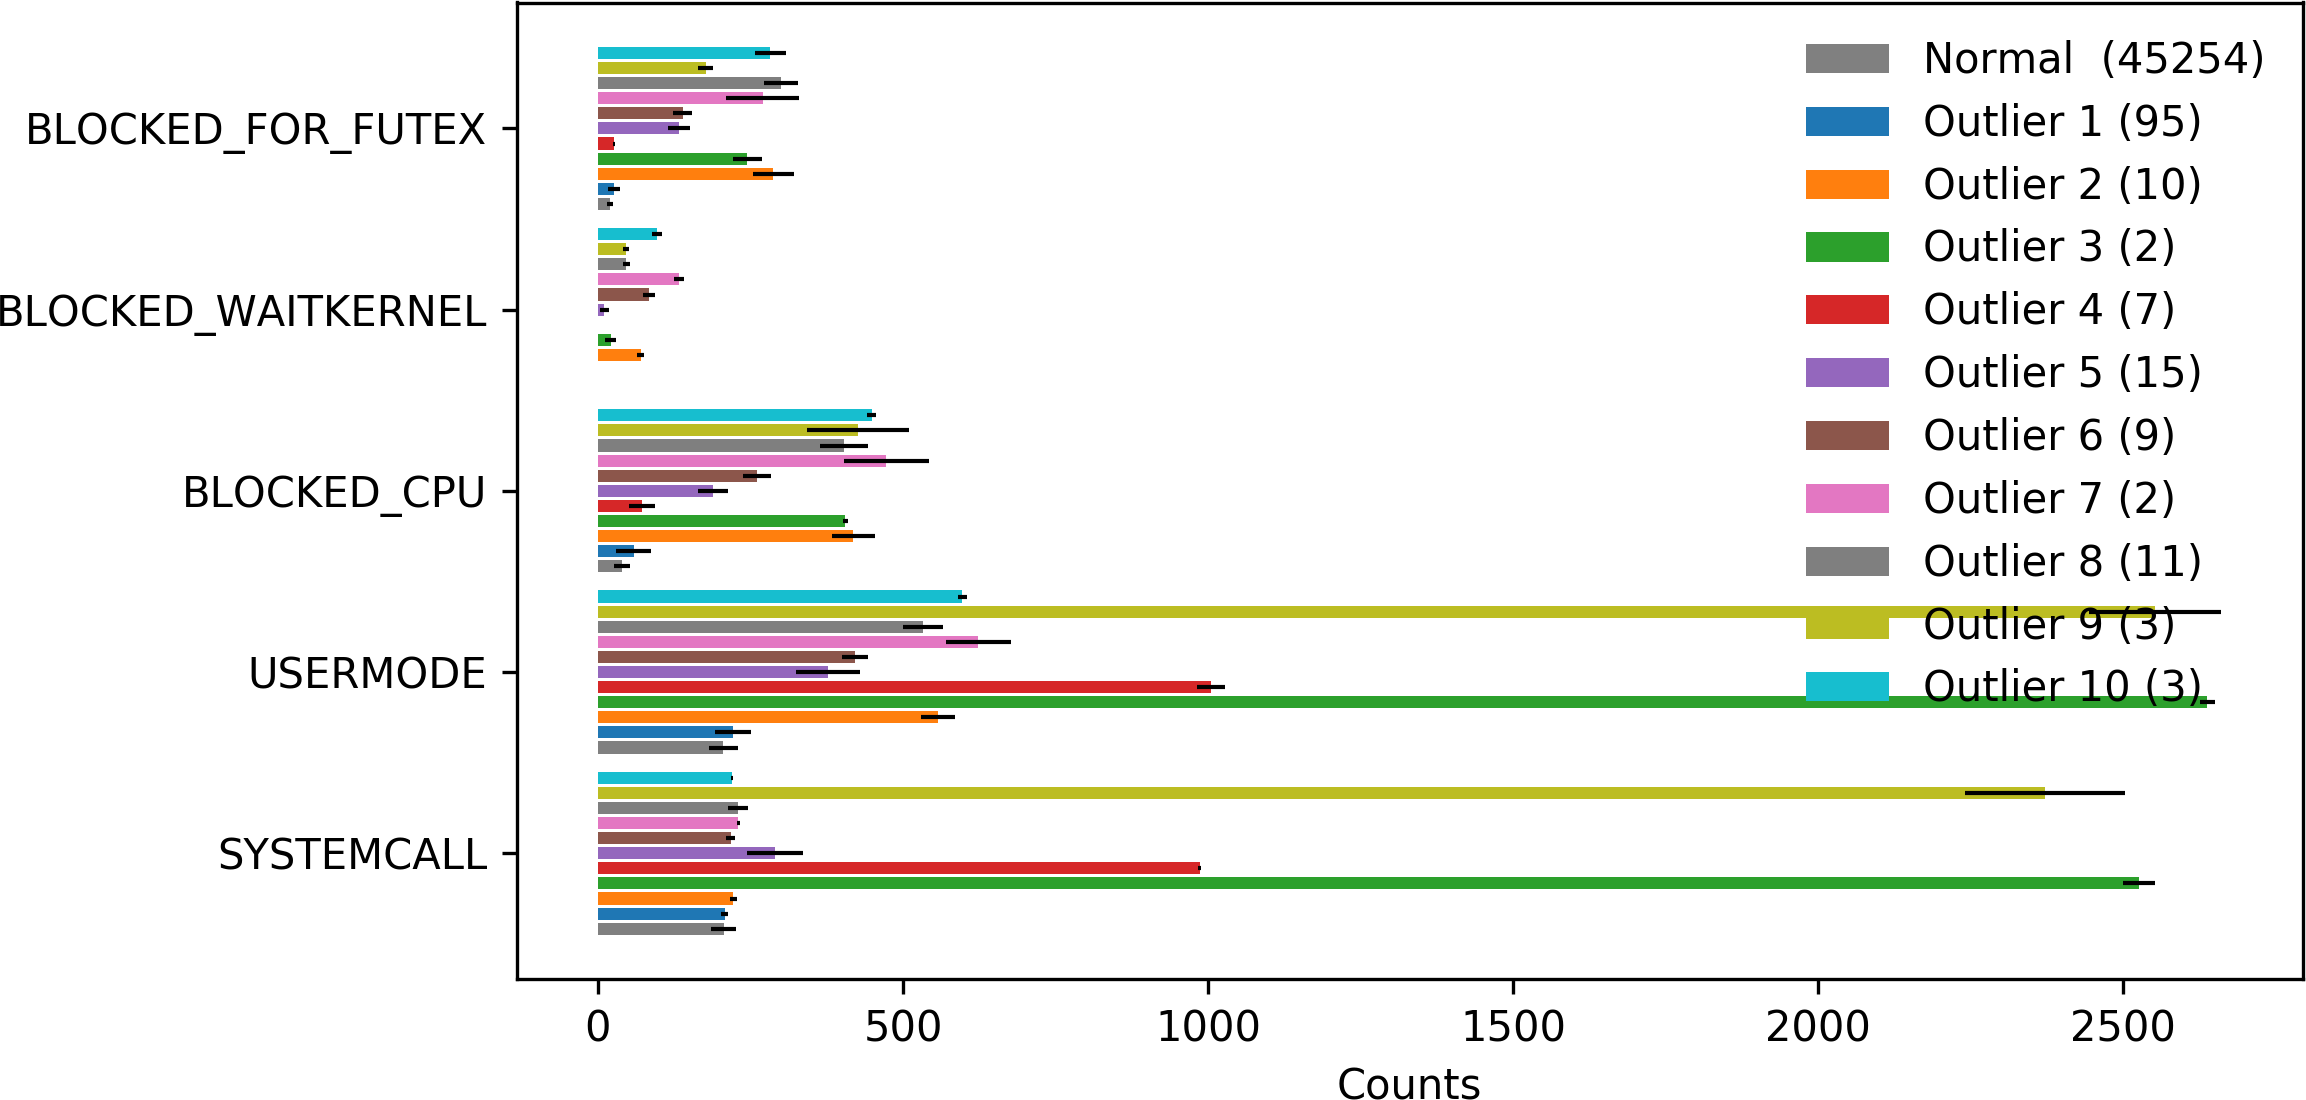 BLOCKED_FOR_FUTEX
BLOCKED_WAITKERNEL
BLOCKED_CPU
USERMODE
SYSTEMCALL
Normal  (45254)
Outlier 1 (95)
Outlier 2 (10)
Outlier 3 (2)
Outlier 4 (7)
Outlier 5 (15)
Outlier 6 (9)
Outlier 7 (2)
Outlier 8 (11)
Outlier 9 (3)
Outlier 10 (3)
0 500 1000 1500 2000 2500
Counts